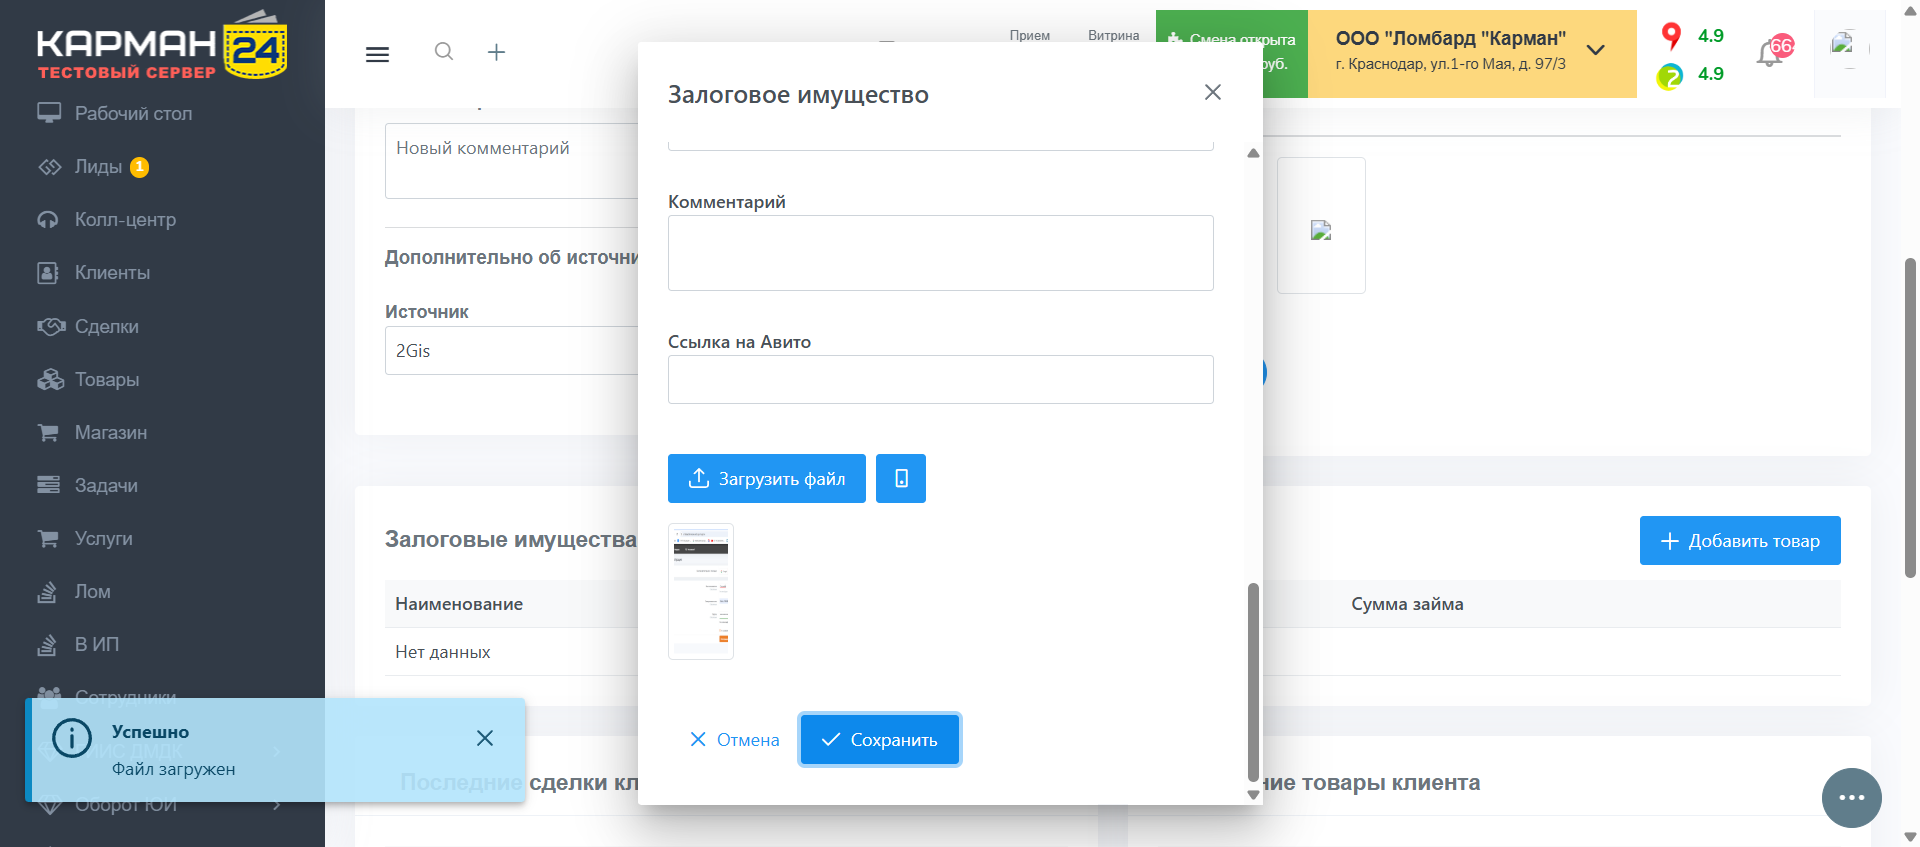 КАРМАН 24
ТЕСТОВЫЙ СЕРВЕР
Рабочий стол
Лиды 1
Колл-центр
Клиенты
Сделки
Товары
Магазин
Задачи
Услуги
Лом
В ИП
Сотрудники
Оборот ЮИ
Успешно
Файл загружен
Прием
Витрина
Смена открыта
руб.
ООО "Ломбард "Карман"
г. Краснодар, ул.1-го Мая, д. 97/3
4.9
4.9
Новый комментарий
Дополнительно об источни
Источник
2Gis
Залоговое имущество
Комментарий
Ссылка на Авито
Загрузить файл
Отмена
Сохранить
Залоговые имущества
Добавить товар
Наименование
Сумма займа
Нет данных
Последние сделки кл
ние товары клиента